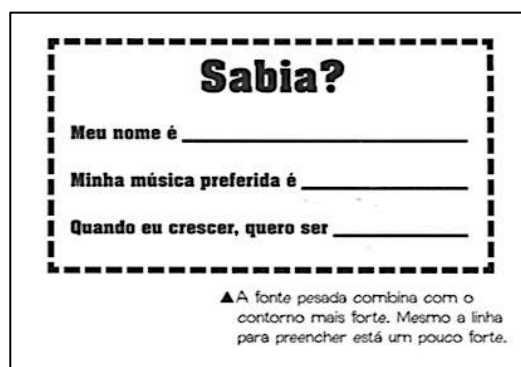 Sabia?
Meu nome é
Minha música preferida é
Quando eu crescer, quero ser
▲A fonte pesada combina com o
contorno mais forte. Mesmo a linha
para preencher está um pouco forte.